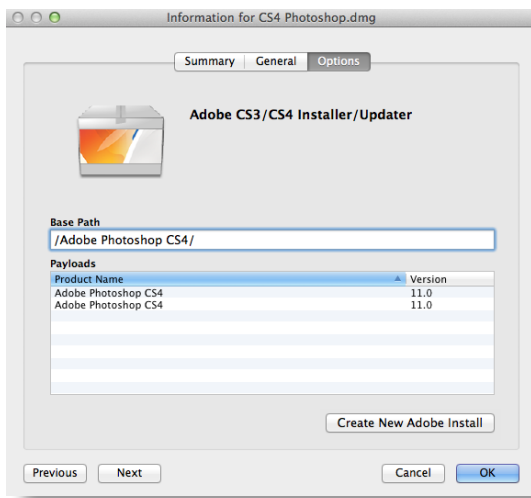 Information for CS4 Photoshop.dmg
Summary General Options
Adobe CS3/CS4 Installer/Updater
Base Path
/Adobe Photoshop CS4/
Payloads
Product Name Version
Adobe Photoshop CS4 11.0
Adobe Photoshop CS4 11.0
Create New Adobe Install
Previous Next Cancel OK